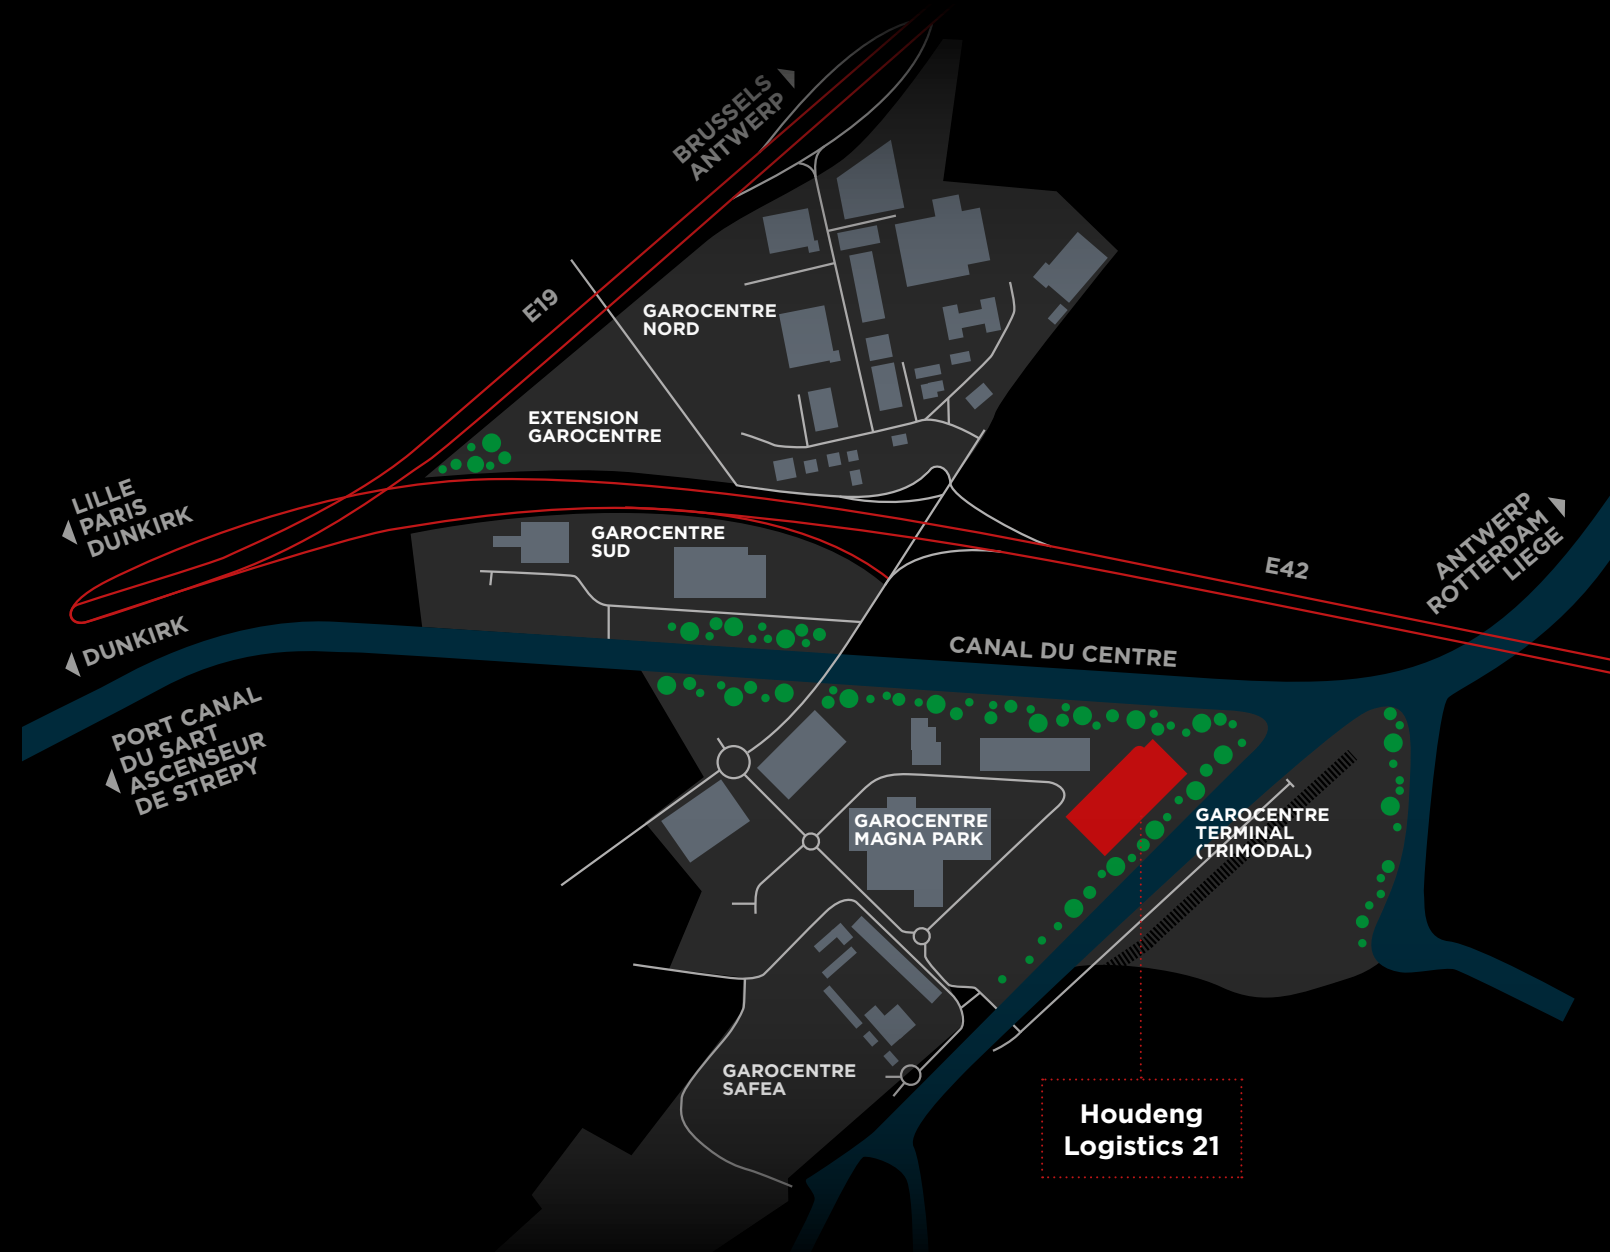 BRUSSELS
ANTWERP
E19
GAROCENTRE
NORD
EXTENSION
GAROCENTRE
LILLE
PARIS
DUNKIRK
GAROCENTRE
SUD
ANTWERP
ROTTERDAM
LIEGE
E42
DUNKIRK
CANAL DU CENTRE
PORT CANAL
DU SART
ASCENSEUR
DE STREPY
GAROCENTRE
MAGNA PARK
GAROCENTRE
TERMINAL
(TRIMODAL)
GAROCENTRE
SAFEA
Houdeng
Logistics 21